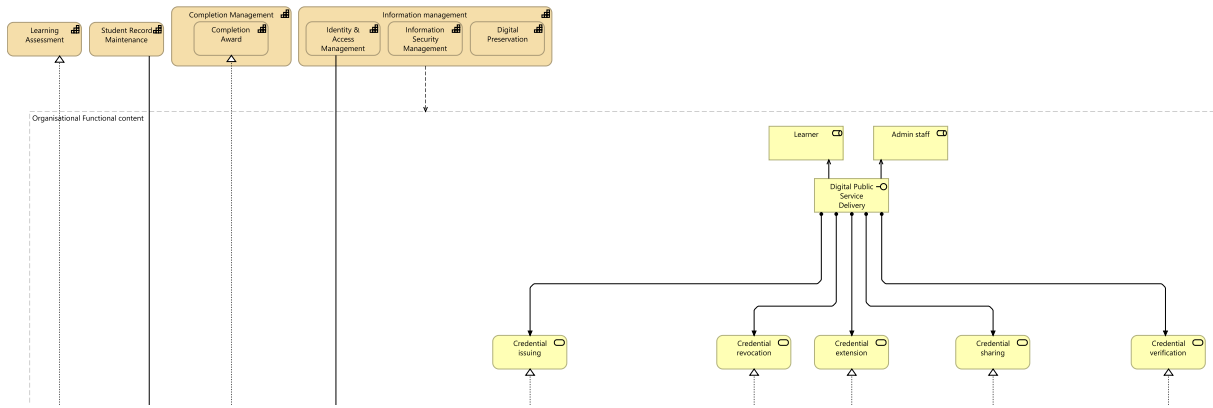 Completion Management
Information management
Learning
Assessment
Student Record
Maintenance
Completion
Award
Identity &
Access
Management
Information
Security
Management
Digital
Preservation
Organisational Functional content
Learner
Admin staff
Digital Public
Service
Delivery
Credential
issuing
Credential
revocation
Credential
extension
Credential
sharing
Credential
verification